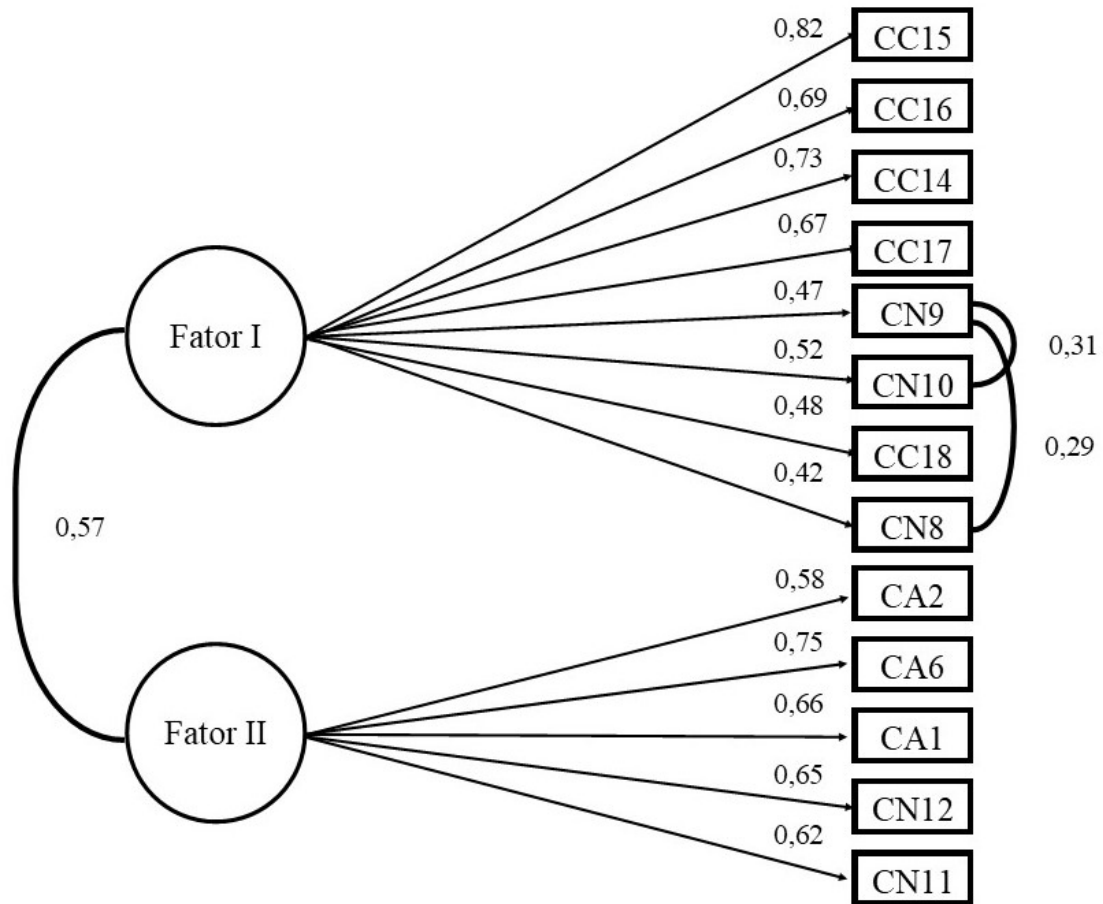 0,82 CC15
0,69 CC16
0,73 CC14
0,67 CC17
0,47 CN9
Fator I
0,31
0,52 CN10
0,48 CC18
0,29
0,42 CN8
0,57
0,58 CA2
0,75 CA6
0,66 CA1
Fator II
0,65 CN12
0,62 CN11